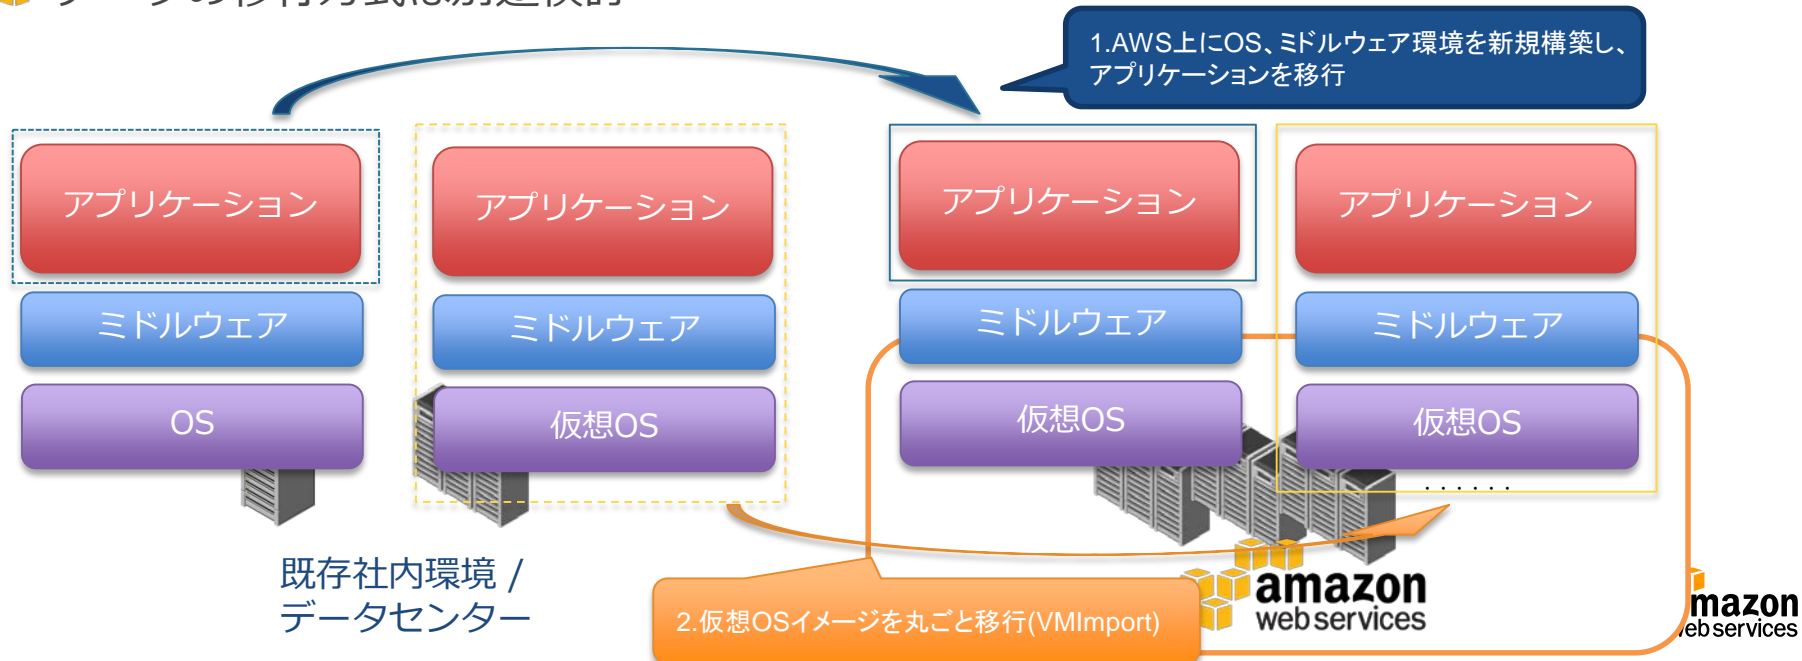 1.AWS上にOS、ミドルウェア環境を新規構築し、
アプリケーションを移行
アプリケーション
アプリケーション
アプリケーション
アプリケーション
ミドルウェア
ミドルウェア
ミドルウェア
ミドルウェア
OS
仮想OS
仮想OS
仮想OS
......
既存社内環境 /
データセンター
2.仮想OSイメージを丸ごと移行(VMImport)
amazon
web services
mazon
eb services